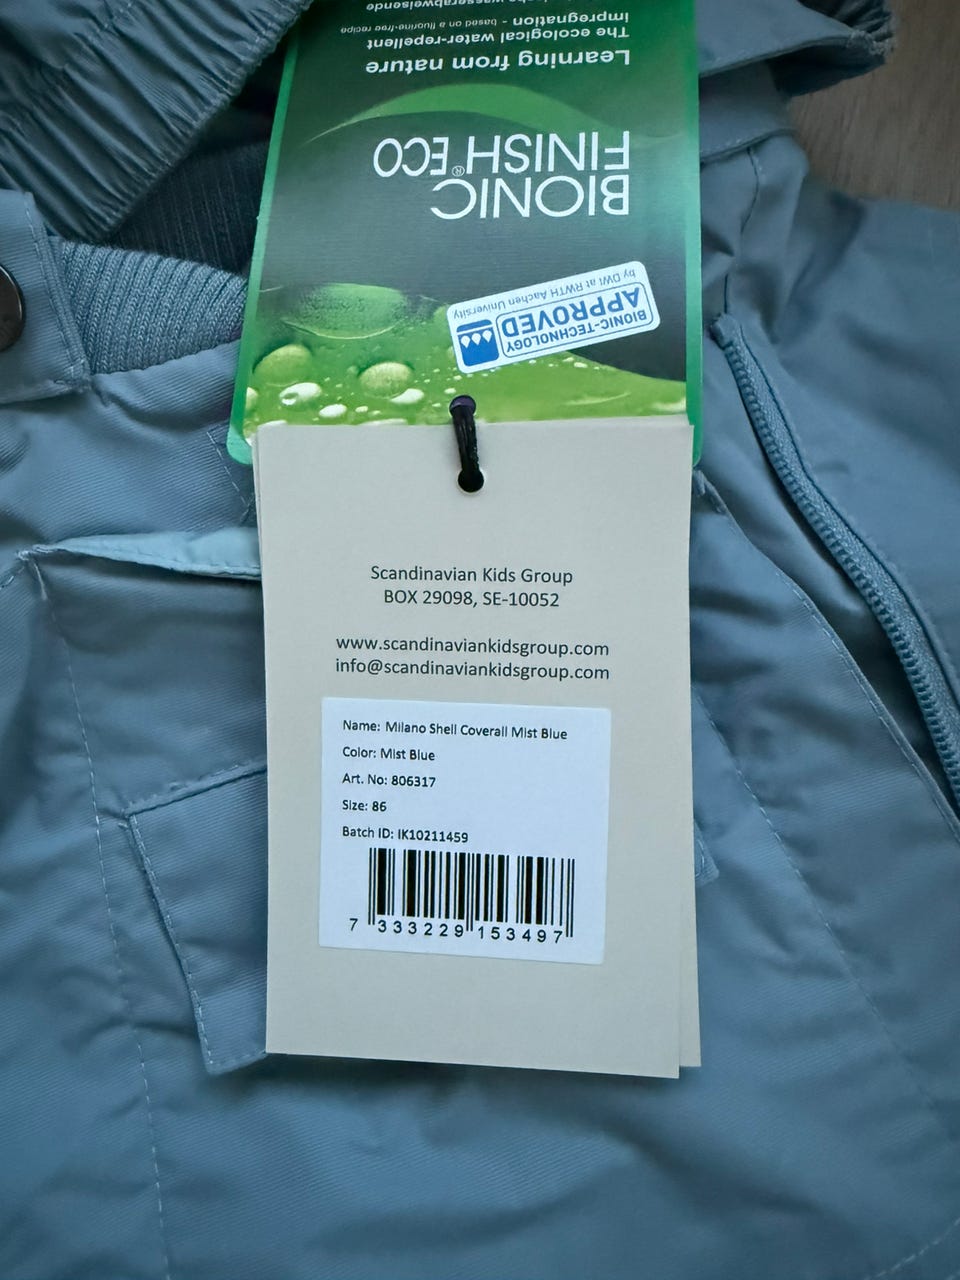 BIONIC
FINISH® ECO
Learning from nature
The ecological water-repellent
impregnation - based on a fluorine-free recipe
wasserabweisende
BIONIC-TECHNOLOGY
APPROVED
by DWI at RWTH Aachen University.
Scandinavian Kids Group
BOX 29098, SE-10052
www.scandinaviankidsgroup.com
info@scandinaviankidsgroup.com
Name: Milano Shell Coverall Mist Blue
Color: Mist Blue
Art. No: 806317
Size: 86
Batch ID: IK10211459
7 333229 153497